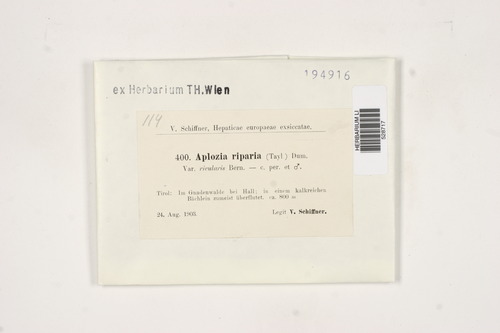 194916
ex Herbarium TH.Wien
114
V. Schiffner, Hepaticae europaeae exsiccatae.
400. Aplozia riparia (Tayl.) Dum.
Var. rivularis Bern. — c. per. et ♂.
Tirol: Im Gnadenwalde bei Hall; in einem kalkreichen
Bächlein zumeist überflutet. ca. 800 m
24. Aug. 1903. Legit V. Schiffner.
HERBARIUM LI
528717